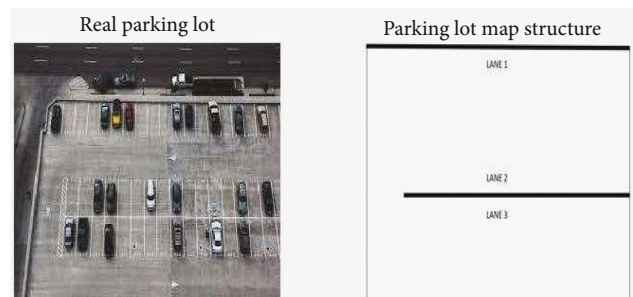 Real parking lot
Parking lot map structure
LANE 1
LANE 2
LANE 3